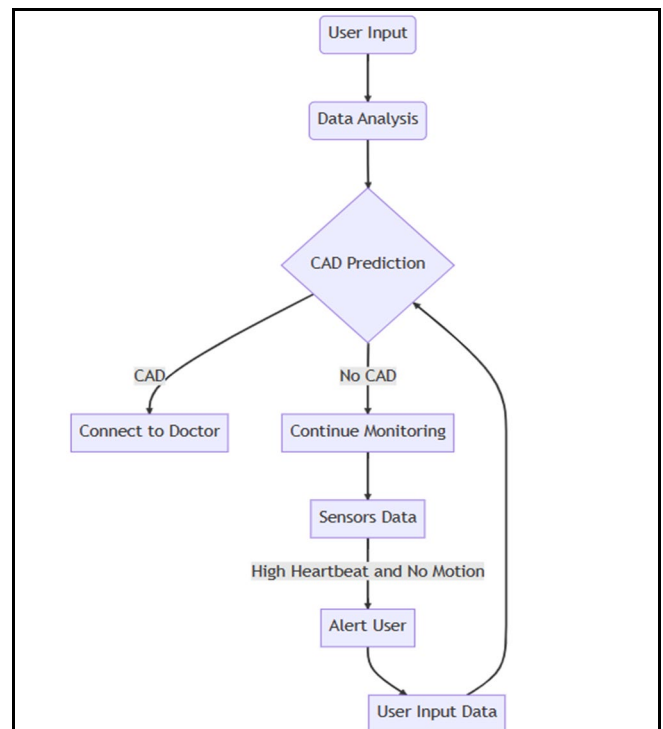 User Input
Data Analysis
CAD Prediction
CAD
No CAD
Connect to Doctor
Continue Monitoring
Sensors Data
High Heartbeat and No Motion
Alert User
User Input Data